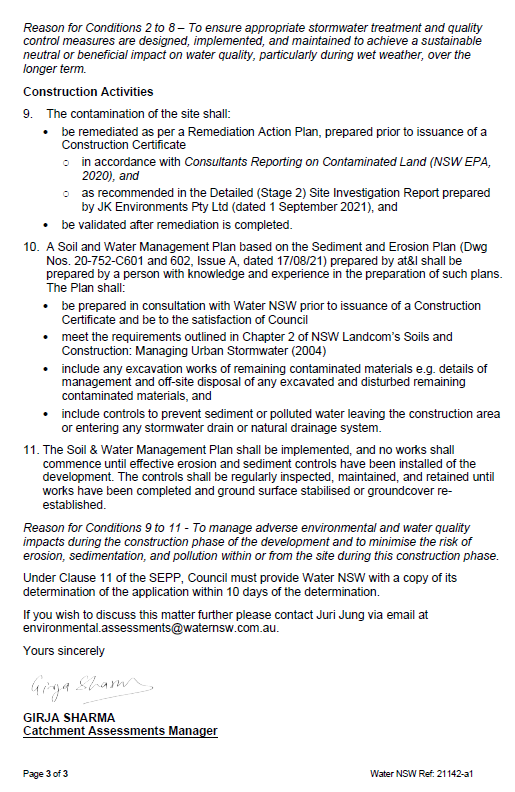 Reason for Conditions 2 to 8 – To ensure appropriate stormwater treatment and quality
control measures are designed, implemented, and maintained to achieve a sustainable
neutral or beneficial impact on water quality, particularly during wet weather, over the
longer term.
Construction Activities
9. The contamination of the site shall:
• be remediated as per a Remediation Action Plan, prepared prior to issuance of a
Construction Certificate
○ in accordance with Consultants Reporting on Contaminated Land (NSW EPA,
2020), and
○ as recommended in the Detailed (Stage 2) Site Investigation Report prepared
by JK Environments Pty Ltd (dated 1 September 2021), and
• be validated after remediation is completed.
10. A Soil and Water Management Plan based on the Sediment and Erosion Plan (Dwg
Nos. 20-752-C601 and 602, Issue A, dated 17/08/21) prepared by at&l shall be
prepared by a person with knowledge and experience in the preparation of such plans.
The Plan shall:
• be prepared in consultation with Water NSW prior to issuance of a Construction
Certificate and be to the satisfaction of Council
• meet the requirements outlined in Chapter 2 of NSW Landcom's Soils and
Construction: Managing Urban Stormwater (2004)
• include any excavation works of remaining contaminated materials e.g. details of
management and off-site disposal of any excavated and disturbed remaining
contaminated materials, and
• include controls to prevent sediment or polluted water leaving the construction area
or entering any stormwater drain or natural drainage system.
11. The Soil & Water Management Plan shall be implemented, and no works shall
commence until effective erosion and sediment controls have been installed of the
development. The controls shall be regularly inspected, maintained, and retained until
works have been completed and ground surface stabilised or groundcover re-
established.
Reason for Conditions 9 to 11 - To manage adverse environmental and water quality
impacts during the construction phase of the development and to minimise the risk of
erosion, sedimentation, and pollution within or from the site during this construction phase.
Under Clause 11 of the SEPP, Council must provide Water NSW with a copy of its
determination of the application within 10 days of the determination.
If you wish to discuss this matter further please contact Juri Jung via email at
environmental.assessments@waternsw.com.au.
Yours sincerely
Girja Sharma
GIRJA SHARMA
Catchment Assessments Manager
Page 3 of 3 Water NSW Ref: 21142-a1